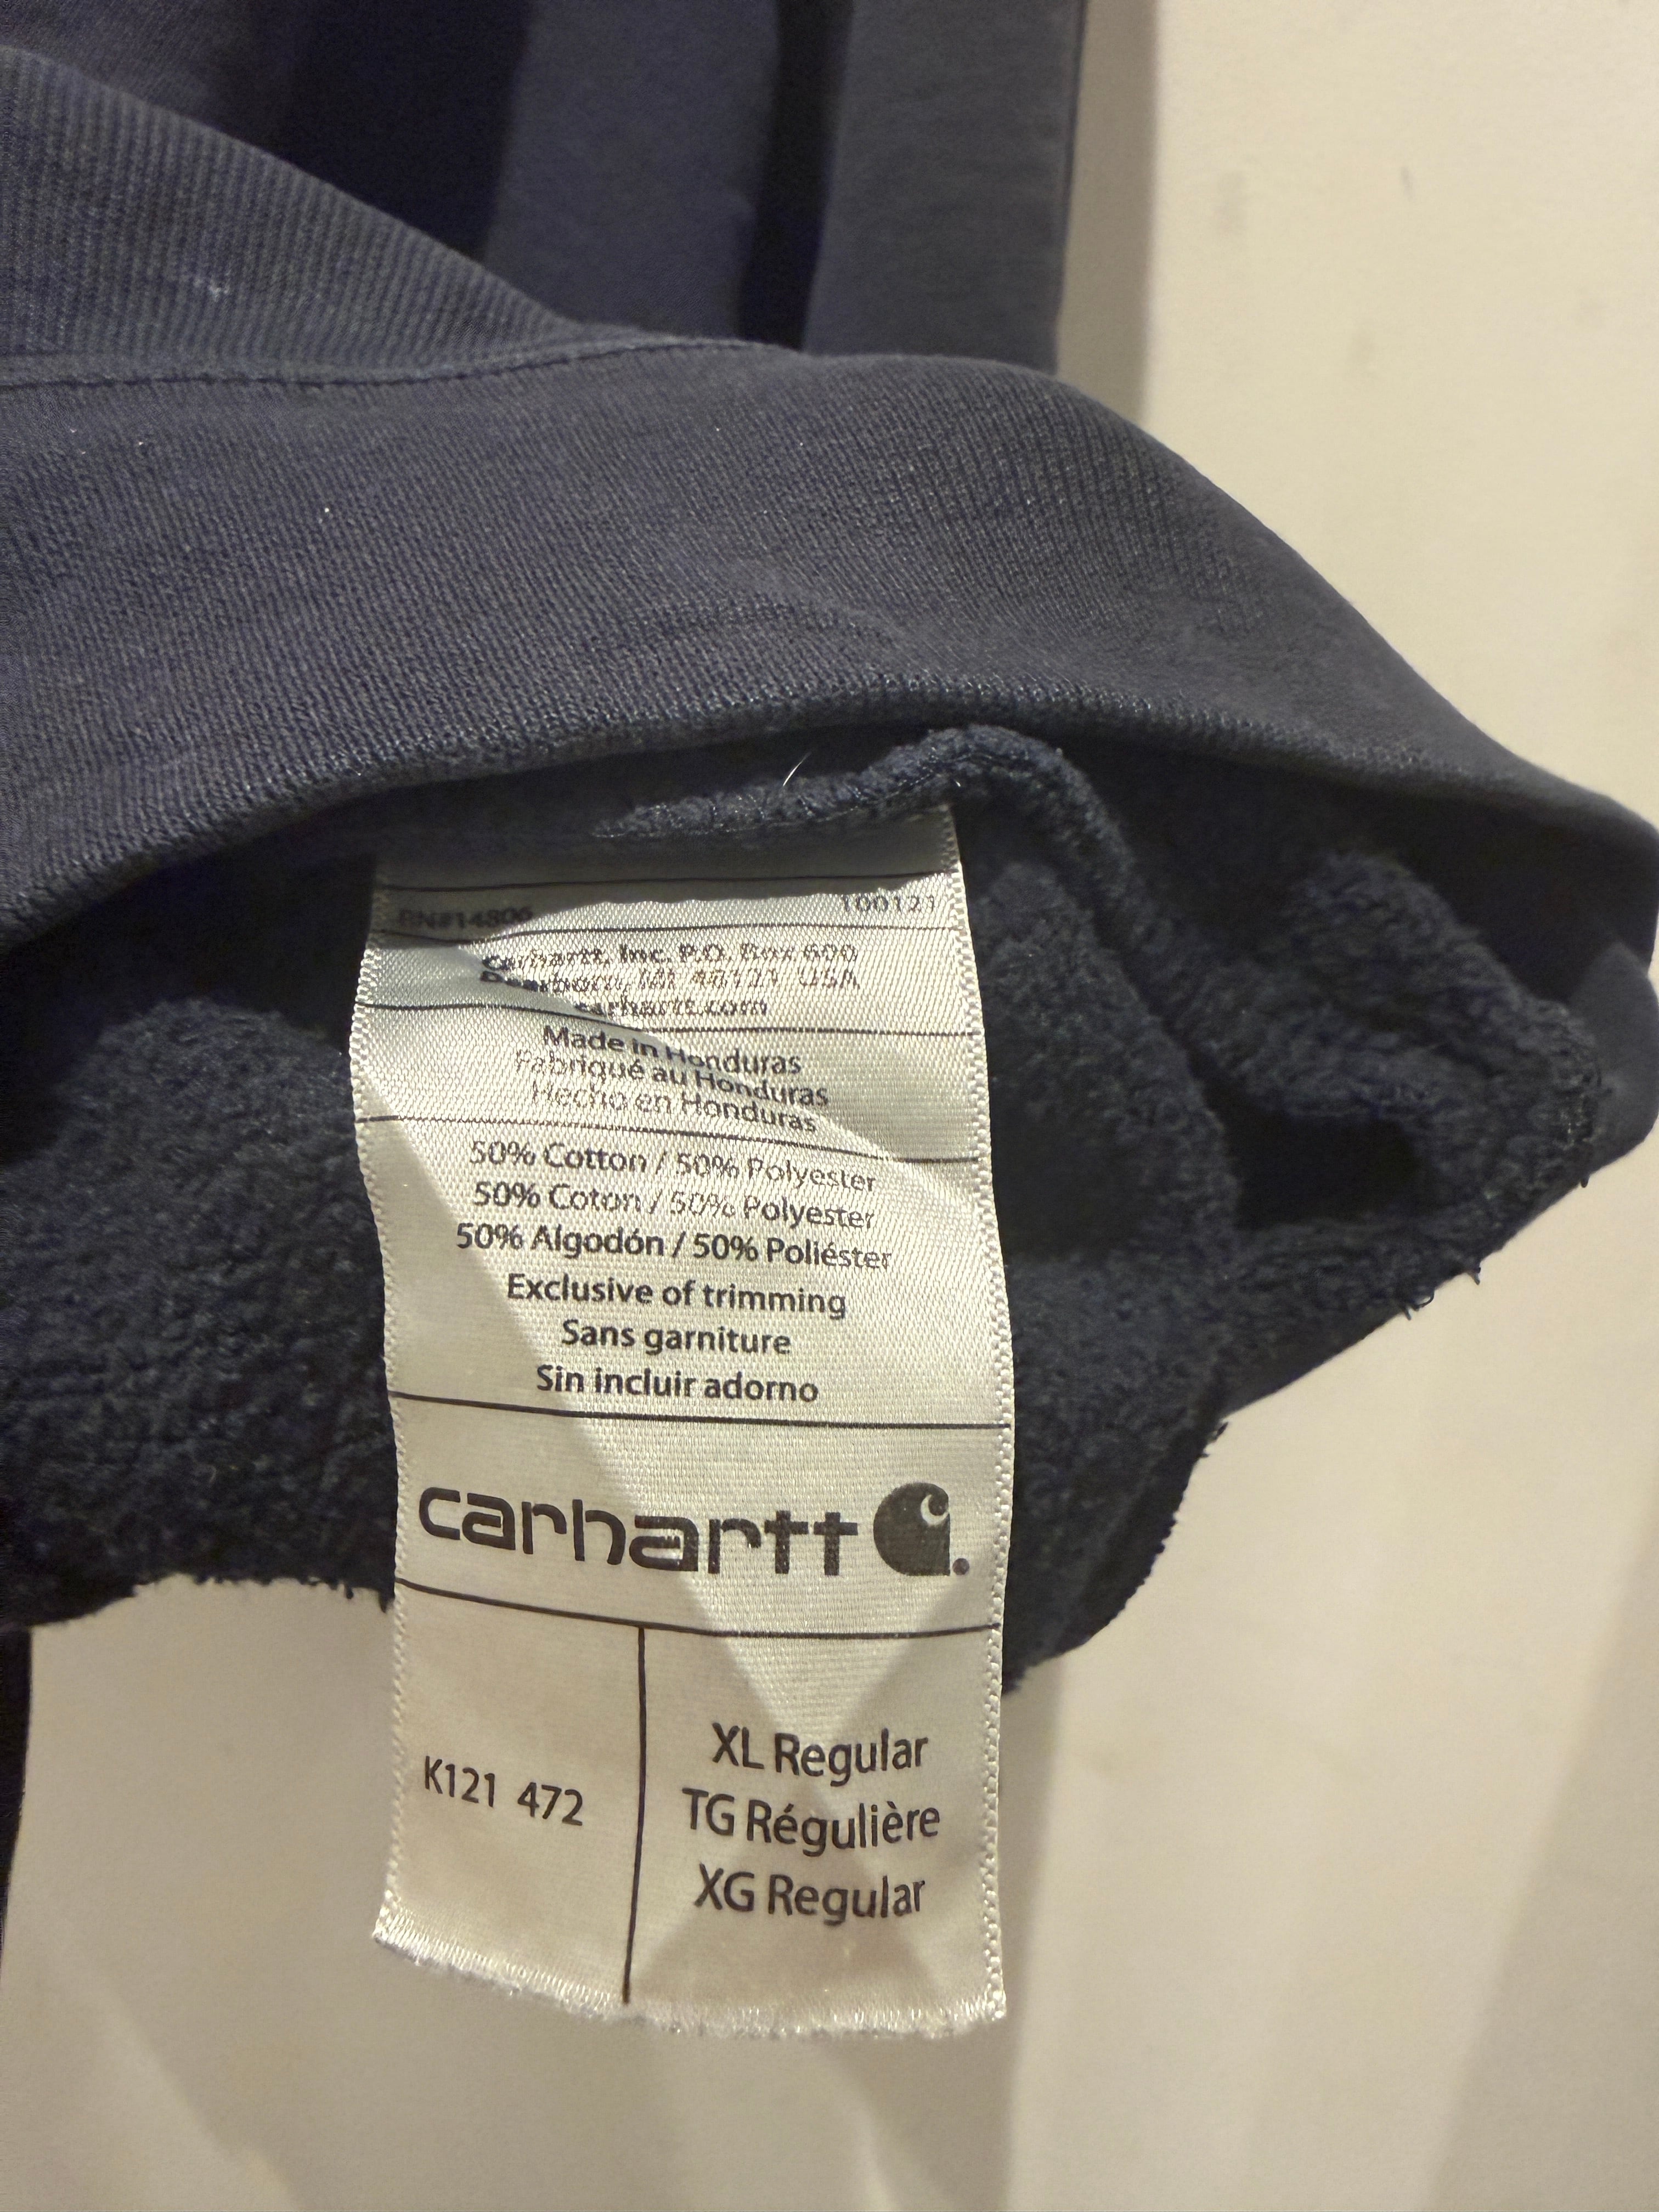 RN#14806 100121
Carhartt, Inc. P.O. Box 600
Dearborn, MI 48121 USA
carhartt.com
Made in Honduras
Fabriqué au Honduras
Hecho en Honduras
50% Cotton / 50% Polyester
50% Coton / 50% Polyester
50% Algodón / 50% Poliéster
Exclusive of trimming
Sans garniture
Sin incluir adorno
carhartt
K121 472
XL Regular
TG Régulière
XG Regular